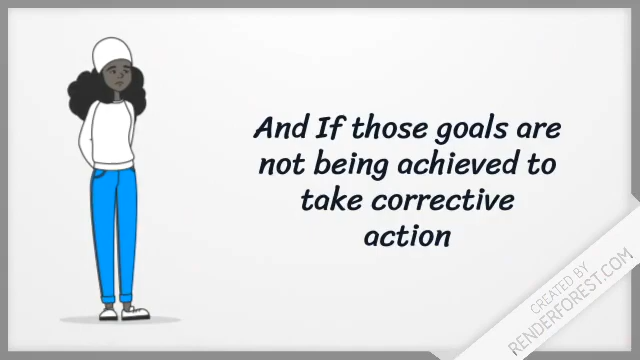 And If those goals are
not being achieved to
take corrective
action
CREATED BY
RENDERFOREST.COM